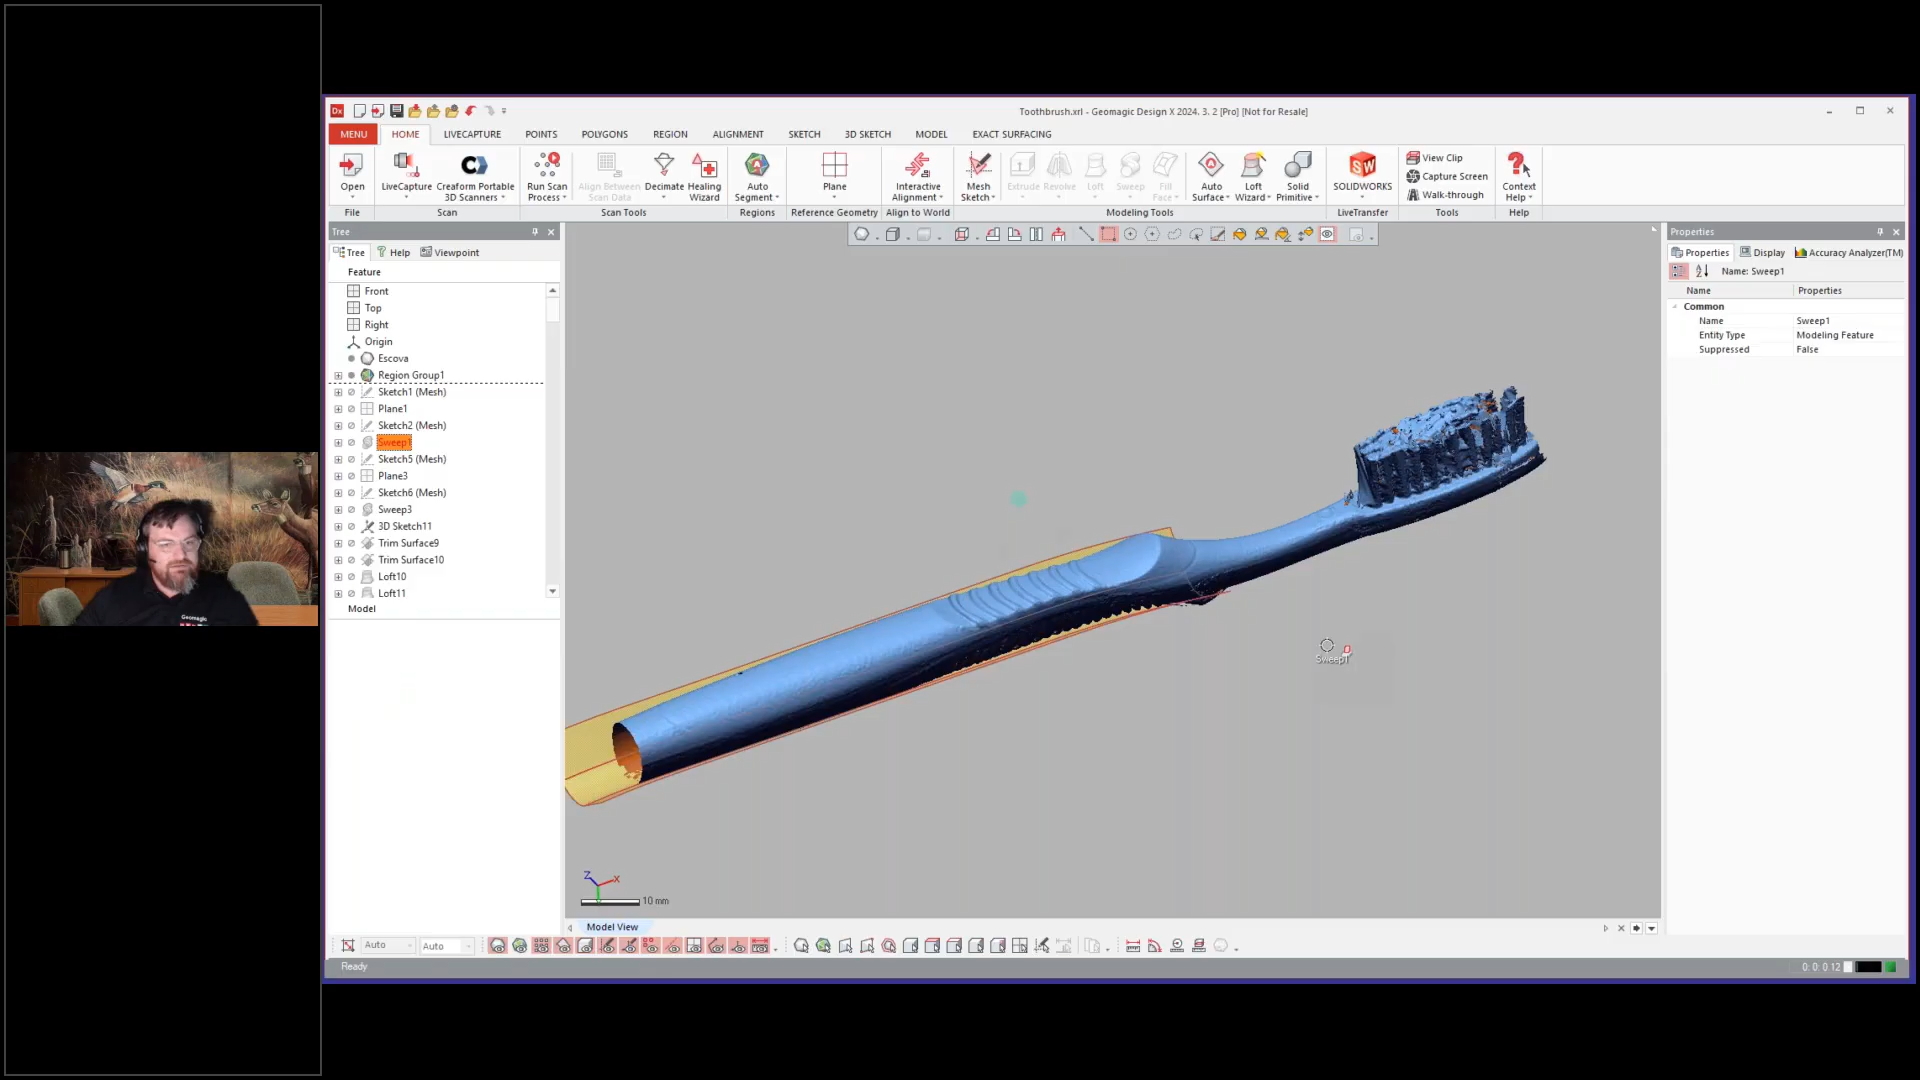 Toothbrush.xrl - Geomagic Design X 2024. 3. 2 [Pro] [Not for Resale]
MENU HOME LIVECAPTURE POINTS POLYGONS REGION ALIGNMENT SKETCH 3D SKETCH MODEL EXACT SURFACING
Open
LiveCapture
Creaform Portable
3D Scanners
Run Scan
Process
Align Between
Scan Data
Decimate
Healing
Wizard
Auto
Segment
Plane
Interactive
Alignment
Mesh
Sketch
Extrude
Revolve
Loft
Sweep
Fill
Face
Auto
Surface
Loft
Wizard
Solid
Primitive
SOLIDWORKS
View Clip
Capture Screen
Walk-through
Context
Help
File Scan Scan Tools Regions Reference Geometry Align to World Modeling Tools LiveTransfer Tools Help
Tree
Tree Help Viewpoint
Feature
Front
Top
Right
Origin
Escova
Region Group1
Sketch1 (Mesh)
Plane1
Sketch2 (Mesh)
Sweep1
Sketch5 (Mesh)
Plane3
Sketch6 (Mesh)
Sweep3
3D Sketch11
Trim Surface9
Trim Surface10
Loft10
Loft11
Model
Sweep1
Z X
10 mm
Model View
Properties
Properties Display Accuracy Analyzer(TM)
Name: Sweep1
Name Properties
Common
Name Sweep1
Entity Type Modeling Feature
Suppressed False
Auto Auto
Ready
0: 0: 0.12
Geomagic